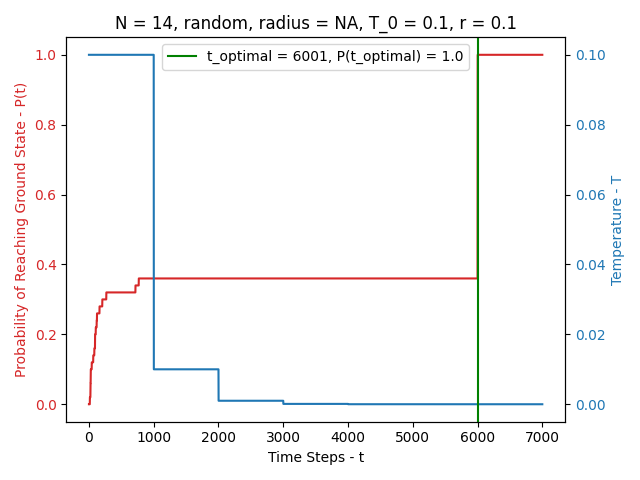 N = 14, random, radius = NA, T_0 = 0.1, r = 0.1
t_optimal = 6001, P(t_optimal) = 1.0
Probability of Reaching Ground State - P(t)
1.0
0.8
0.6
0.4
0.2
0.0
0.10
0.08
0.06
0.04
0.02
0.00
Temperature - T
0 1000 2000 3000 4000 5000 6000 7000
Time Steps - t